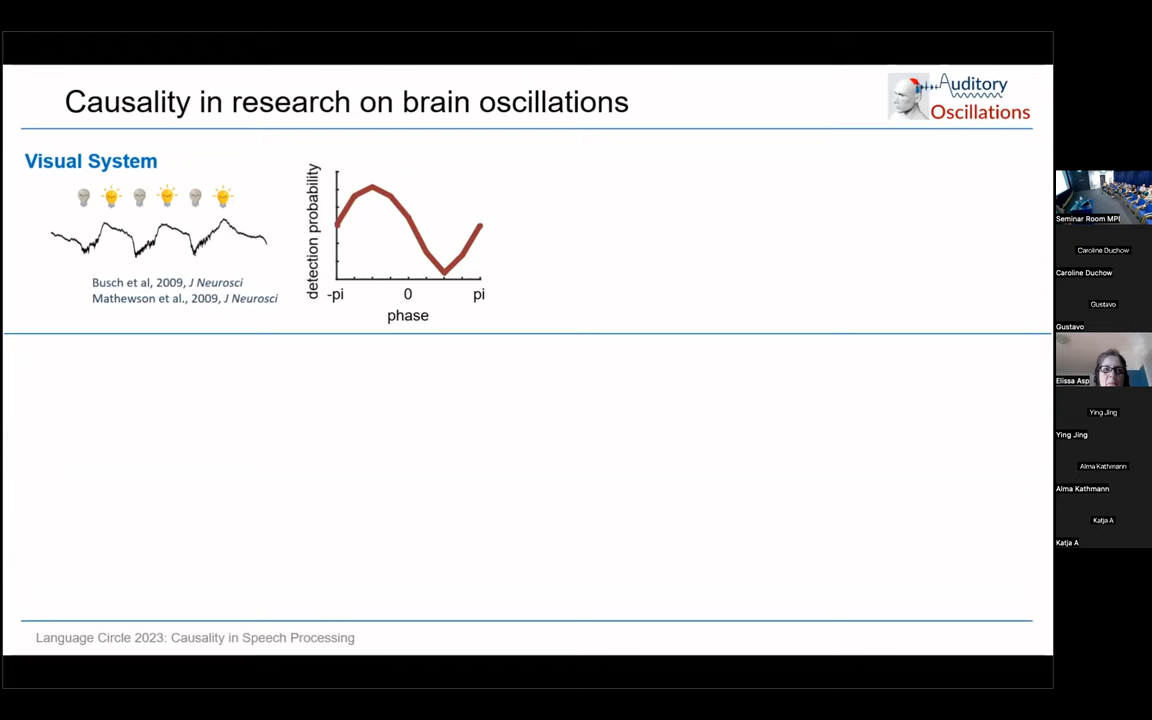 Causality in research on brain oscillations
Auditory
Oscillations
Visual System
Busch et al, 2009, J Neurosci
Mathewson et al., 2009, J Neurosci
detection probability
-pi
0
pi
phase
Language Circle 2023: Causality in Speech Processing
Seminar Room MPI
Caroline Duchow
Caroline Duchow
Gustavo
Gustavo
Elissa Asp
Ying Jing
Ying Jing
Alma Kathmann
Alma Kathmann
Katja A
Katja A